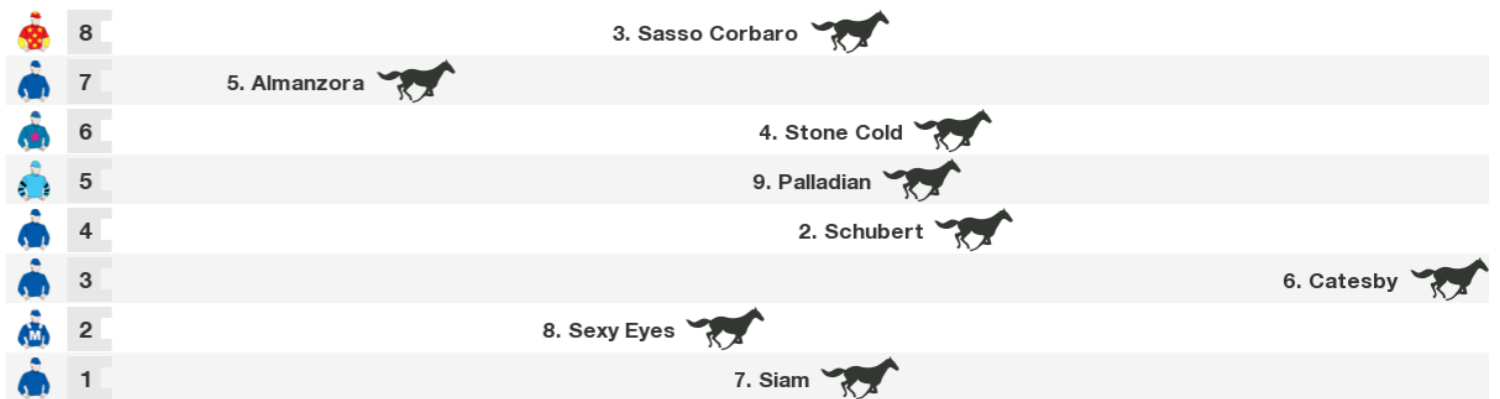 8 3. Sasso Corbaro
7 5. Almanzora
6 4. Stone Cold
5 9. Palladian
4 2. Schubert
3 6. Catesby
M 2 8. Sexy Eyes
1 7. Siam